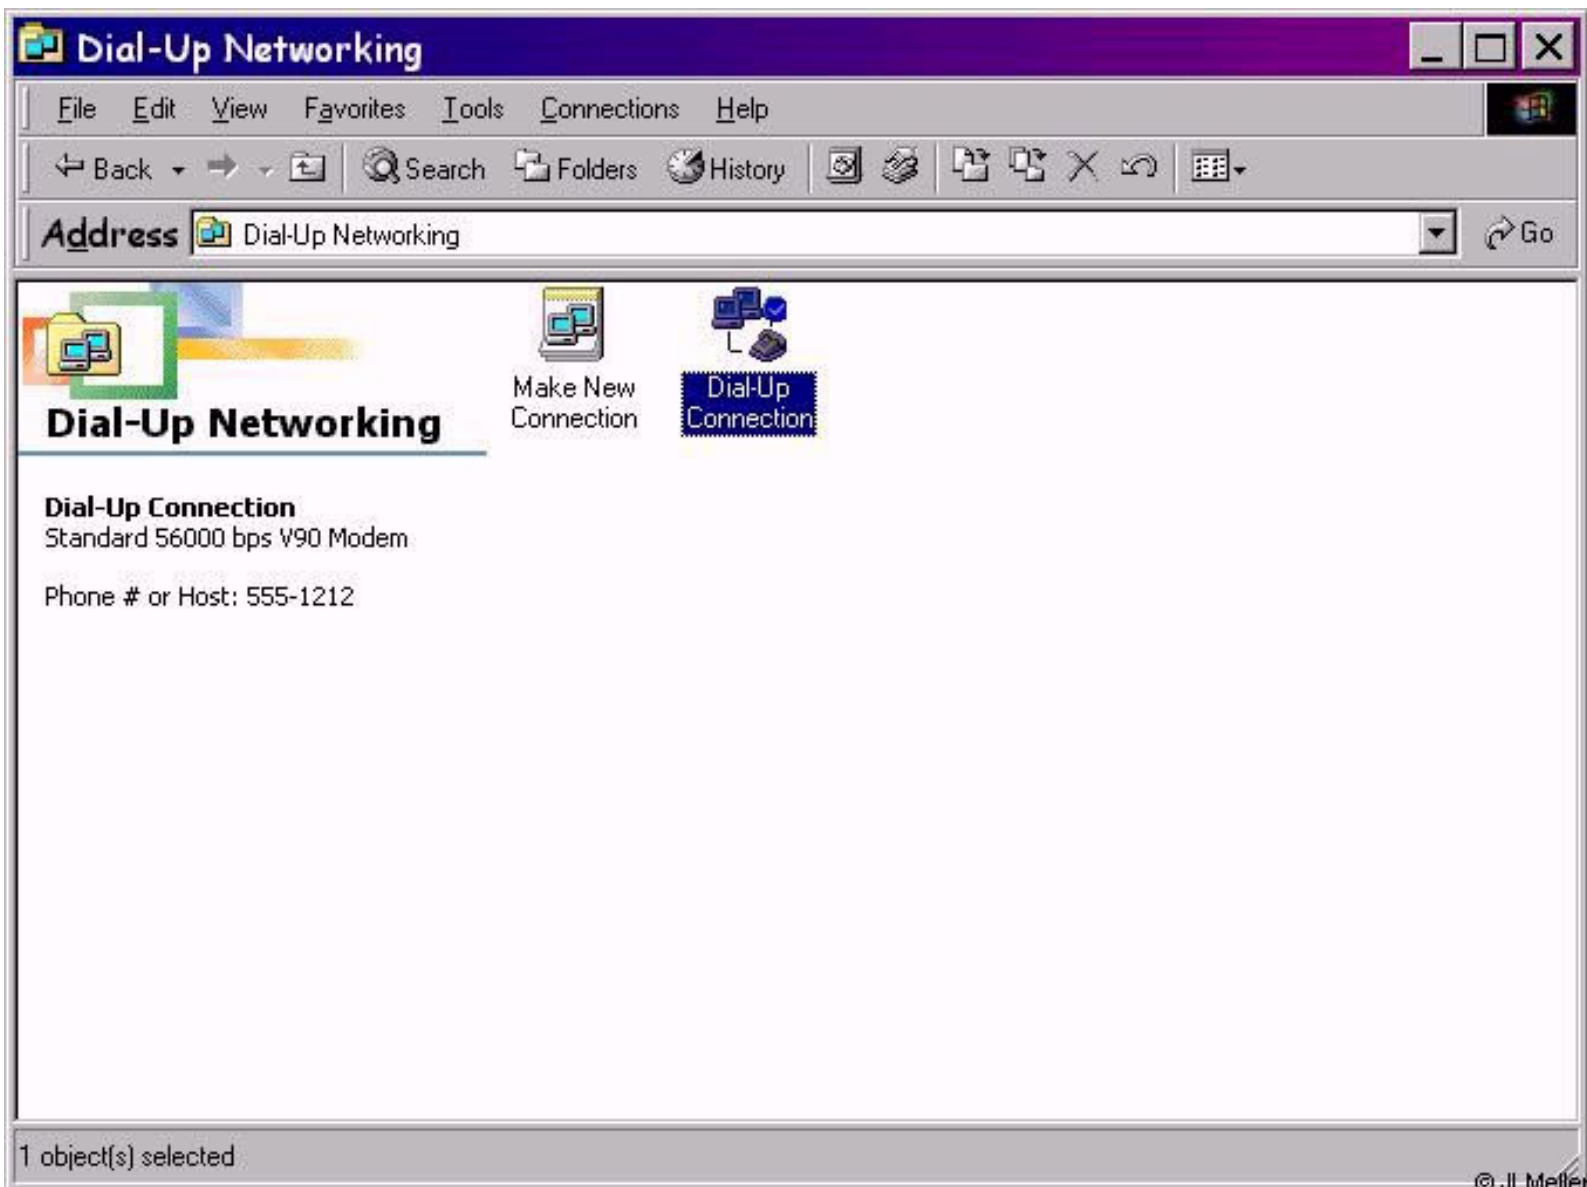 Dial-Up Networking
File Edit View Favorites Tools Connections Help
Back Search Folders History
Address Dial-Up Networking Go
Make New
Connection
Dial-Up
Connection
Dial-Up Networking
Dial-Up Connection
Standard 56000 bps V90 Modem
Phone # or Host: 555-1212
1 object(s) selected